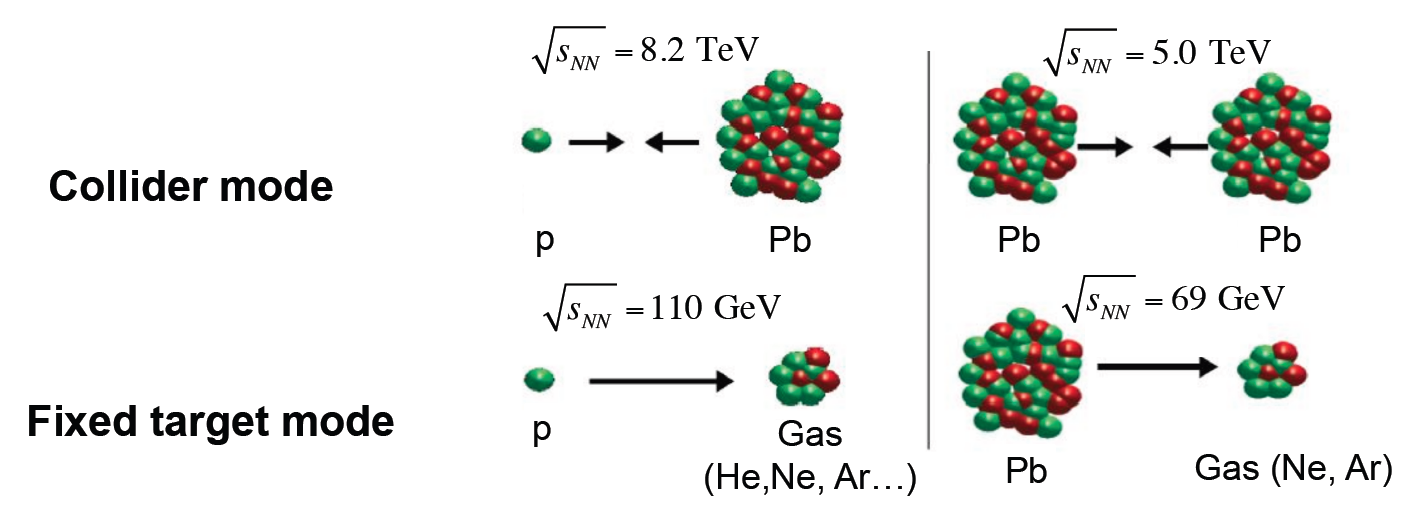 √s_NN = 8.2 TeV
√s_NN = 5.0 TeV
Collider mode
p
Pb
Pb
Pb
√s_NN = 110 GeV
√s_NN = 69 GeV
Fixed target mode
p
Gas
(He,Ne, Ar…)
Pb
Gas (Ne, Ar)